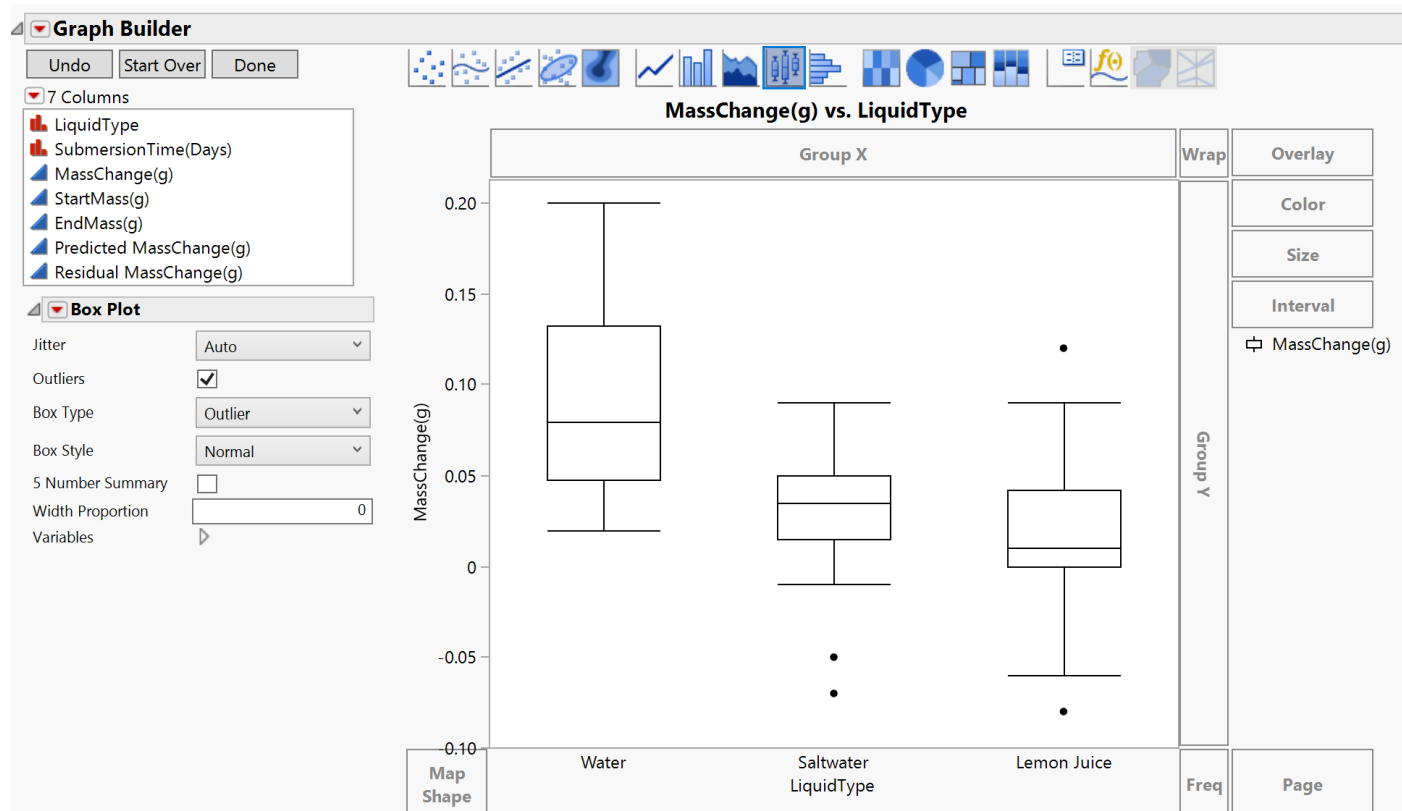 Graph Builder
Undo Start Over Done
7 Columns
LiquidType
SubmersionTime(Days)
MassChange(g)
StartMass(g)
EndMass(g)
Predicted MassChange(g)
Residual MassChange(g)
Box Plot
Jitter Auto
Outliers
Box Type Outlier
Box Style Normal
5 Number Summary
Width Proportion 0
Variables
MassChange(g) vs. LiquidType
Group X
Wrap
Overlay
Color
Size
Interval
MassChange(g)
Group Y
MassChange(g)
0.20
0.15
0.10
0.05
0
-0.05
-0.10
Water Saltwater Lemon Juice
LiquidType
Map
Shape
Freq
Page